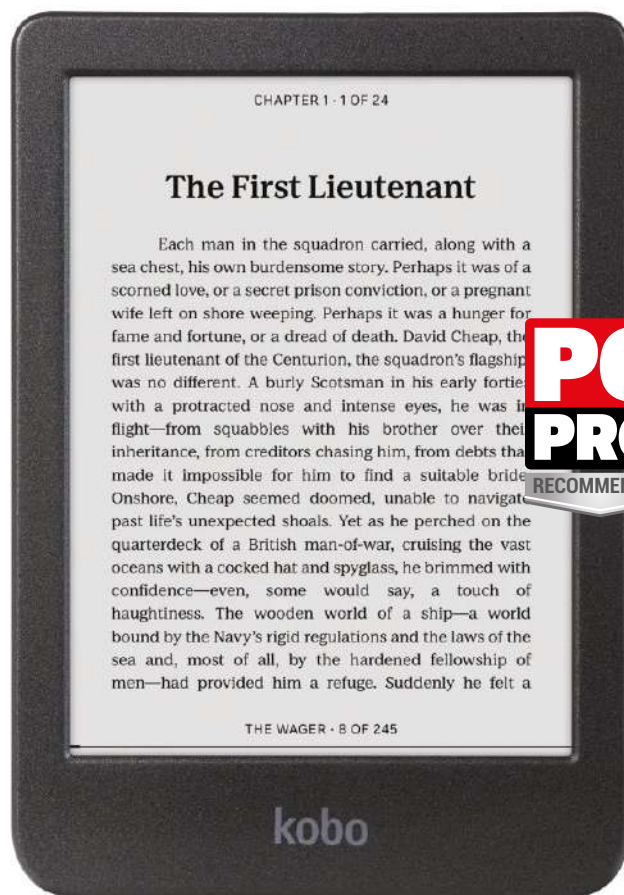 CHAPTER 1 · 1 OF 24
The First Lieutenant
Each man in the squadron carried, along with a
sea chest, his own burdensome story. Perhaps it was of a
scorned love, or a secret prison conviction, or a pregnant
wife left on shore weeping. Perhaps it was a hunger for
fame and fortune, or a dread of death. David Cheap, the
first lieutenant of the Centurion, the squadron's flagship
was no different. A burly Scotsman in his early fortie
with a protracted nose and intense eyes, he was i
flight—from squabbles with his brother over thei
inheritance, from creditors chasing him, from debts tha
made it impossible for him to find a suitable bride
Onshore, Cheap seemed doomed, unable to navigate
past life's unexpected shoals. Yet as he perched on the
quarterdeck of a British man-of-war, cruising the vast
oceans with a cocked hat and spyglass, he brimmed with
confidence—even, some would say, a touch of
haughtiness. The wooden world of a ship—a world
bound by the Navy's rigid regulations and the laws of the
sea and, most of all, by the hardened fellowship of
men—had provided him a refuge. Suddenly he felt a
THE WAGER · 8 OF 245
kobo
PC
PRO
RECOMME